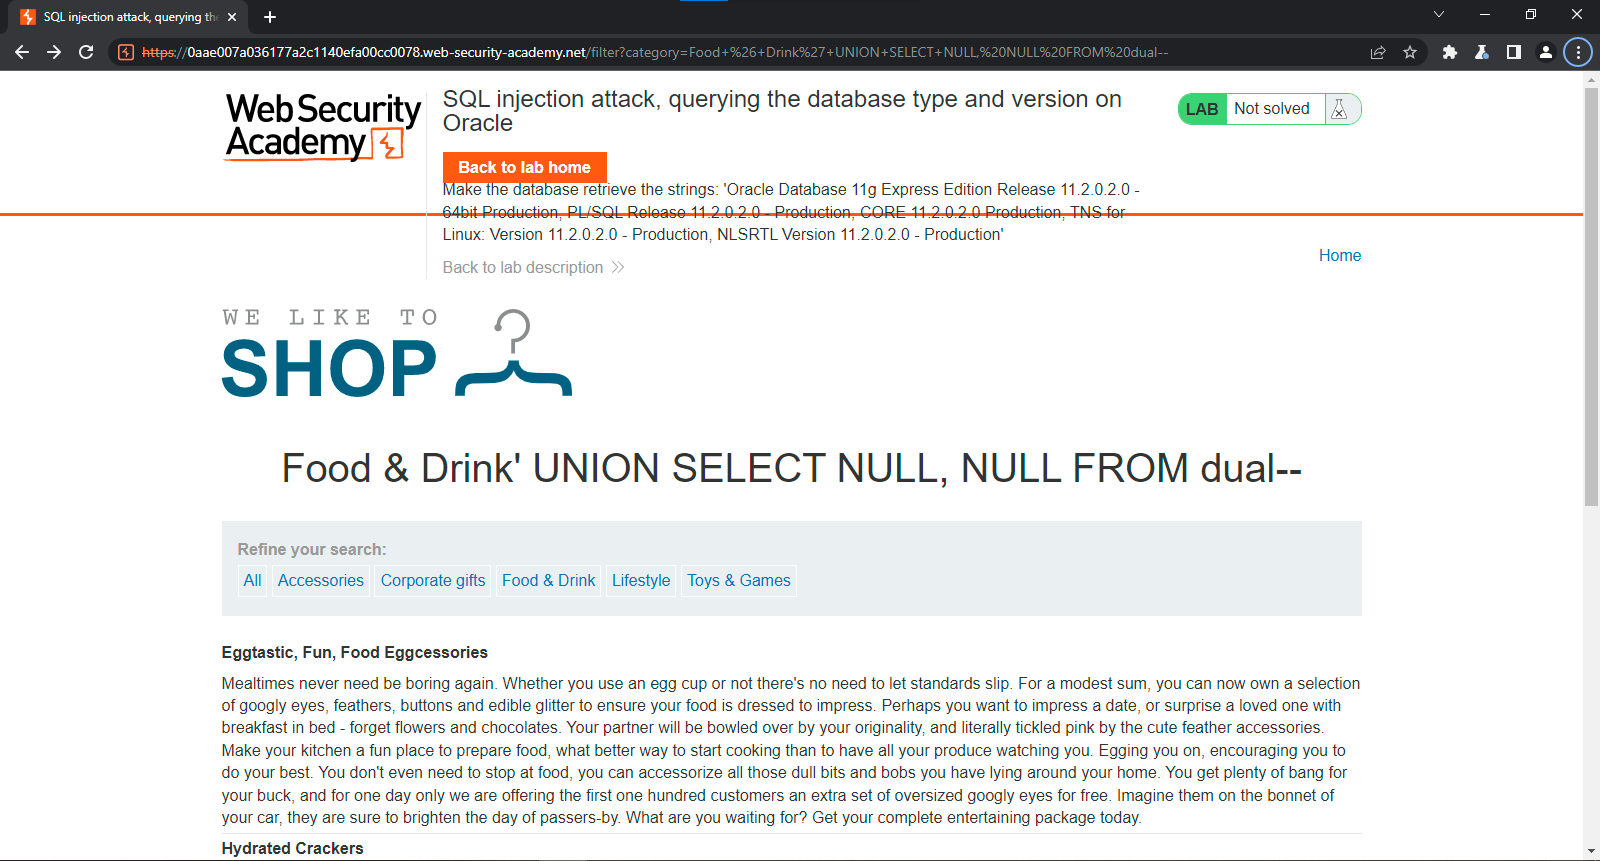 SQL injection attack, querying the
https://0aae007a036177a2c1140efa00cc0078.web-security-academy.net/filter?category=Food+%26+Drink%27+UNION+SELECT+NULL,%20NULL%20FROM%20dual--
Web Security
Academy
SQL injection attack, querying the database type and version on
Oracle
LAB Not solved
Back to lab home
Make the database retrieve the strings: 'Oracle Database 11g Express Edition Release 11.2.0.2.0 -
64bit Production, PL/SQL Release 11.2.0.2.0 - Production, CORE 11.2.0.2.0 Production, TNS for
Linux: Version 11.2.0.2.0 - Production, NLSRTL Version 11.2.0.2.0 - Production'
Back to lab description
Home
WE LIKE TO
SHOP
Food & Drink' UNION SELECT NULL, NULL FROM dual--
Refine your search:
All Accessories Corporate gifts Food & Drink Lifestyle Toys & Games
Eggtastic, Fun, Food Eggcessories
Mealtimes never need be boring again. Whether you use an egg cup or not there's no need to let standards slip. For a modest sum, you can now own a selection
of googly eyes, feathers, buttons and edible glitter to ensure your food is dressed to impress. Perhaps you want to impress a date, or surprise a loved one with
breakfast in bed - forget flowers and chocolates. Your partner will be bowled over by your originality, and literally tickled pink by the cute feather accessories.
Make your kitchen a fun place to prepare food, what better way to start cooking than to have all your produce watching you. Egging you on, encouraging you to
do your best. You don't even need to stop at food, you can accessorize all those dull bits and bobs you have lying around your home. You get plenty of bang for
your buck, and for one day only we are offering the first one hundred customers an extra set of oversized googly eyes for free. Imagine them on the bonnet of
your car, they are sure to brighten the day of passers-by. What are you waiting for? Get your complete entertaining package today.
Hydrated Crackers